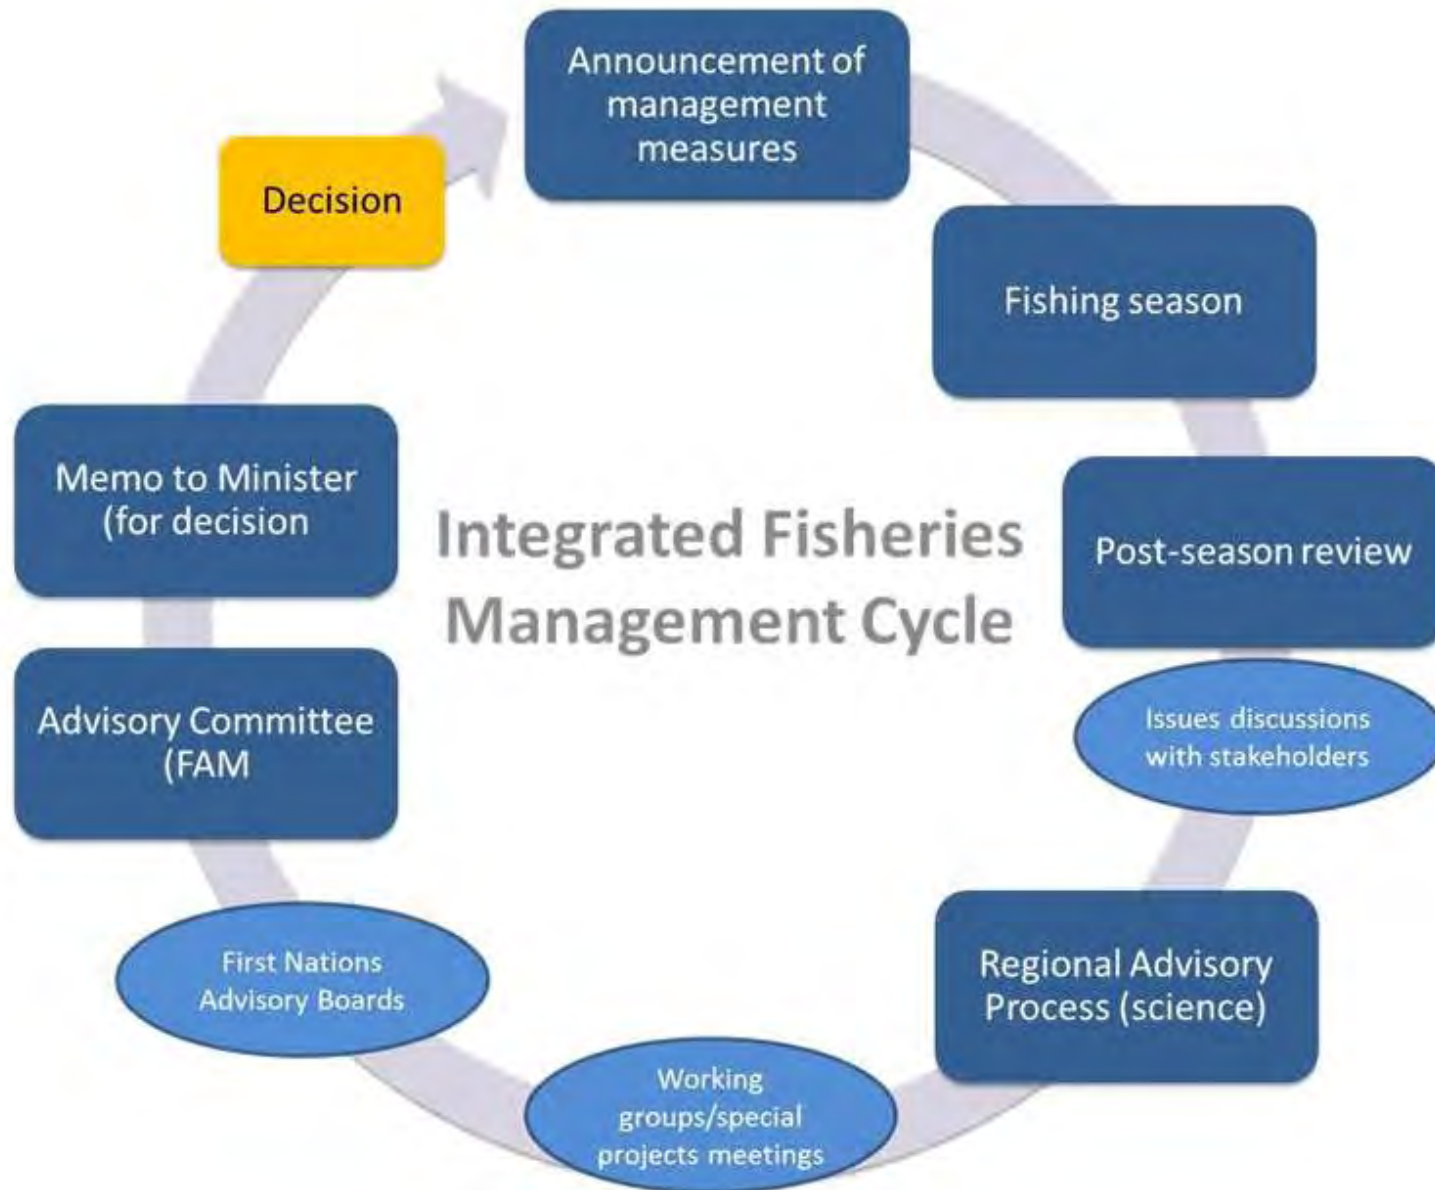 Announcement of
management
measures
Decision
Fishing season
Memo to Minister
(for decision
Integrated Fisheries
Management Cycle
Post-season review
Advisory Committee
(FAM
Issues discussions
with stakeholders
First Nations
Advisory Boards
Regional Advisory
Process (science)
Working
groups/special
projects meetings